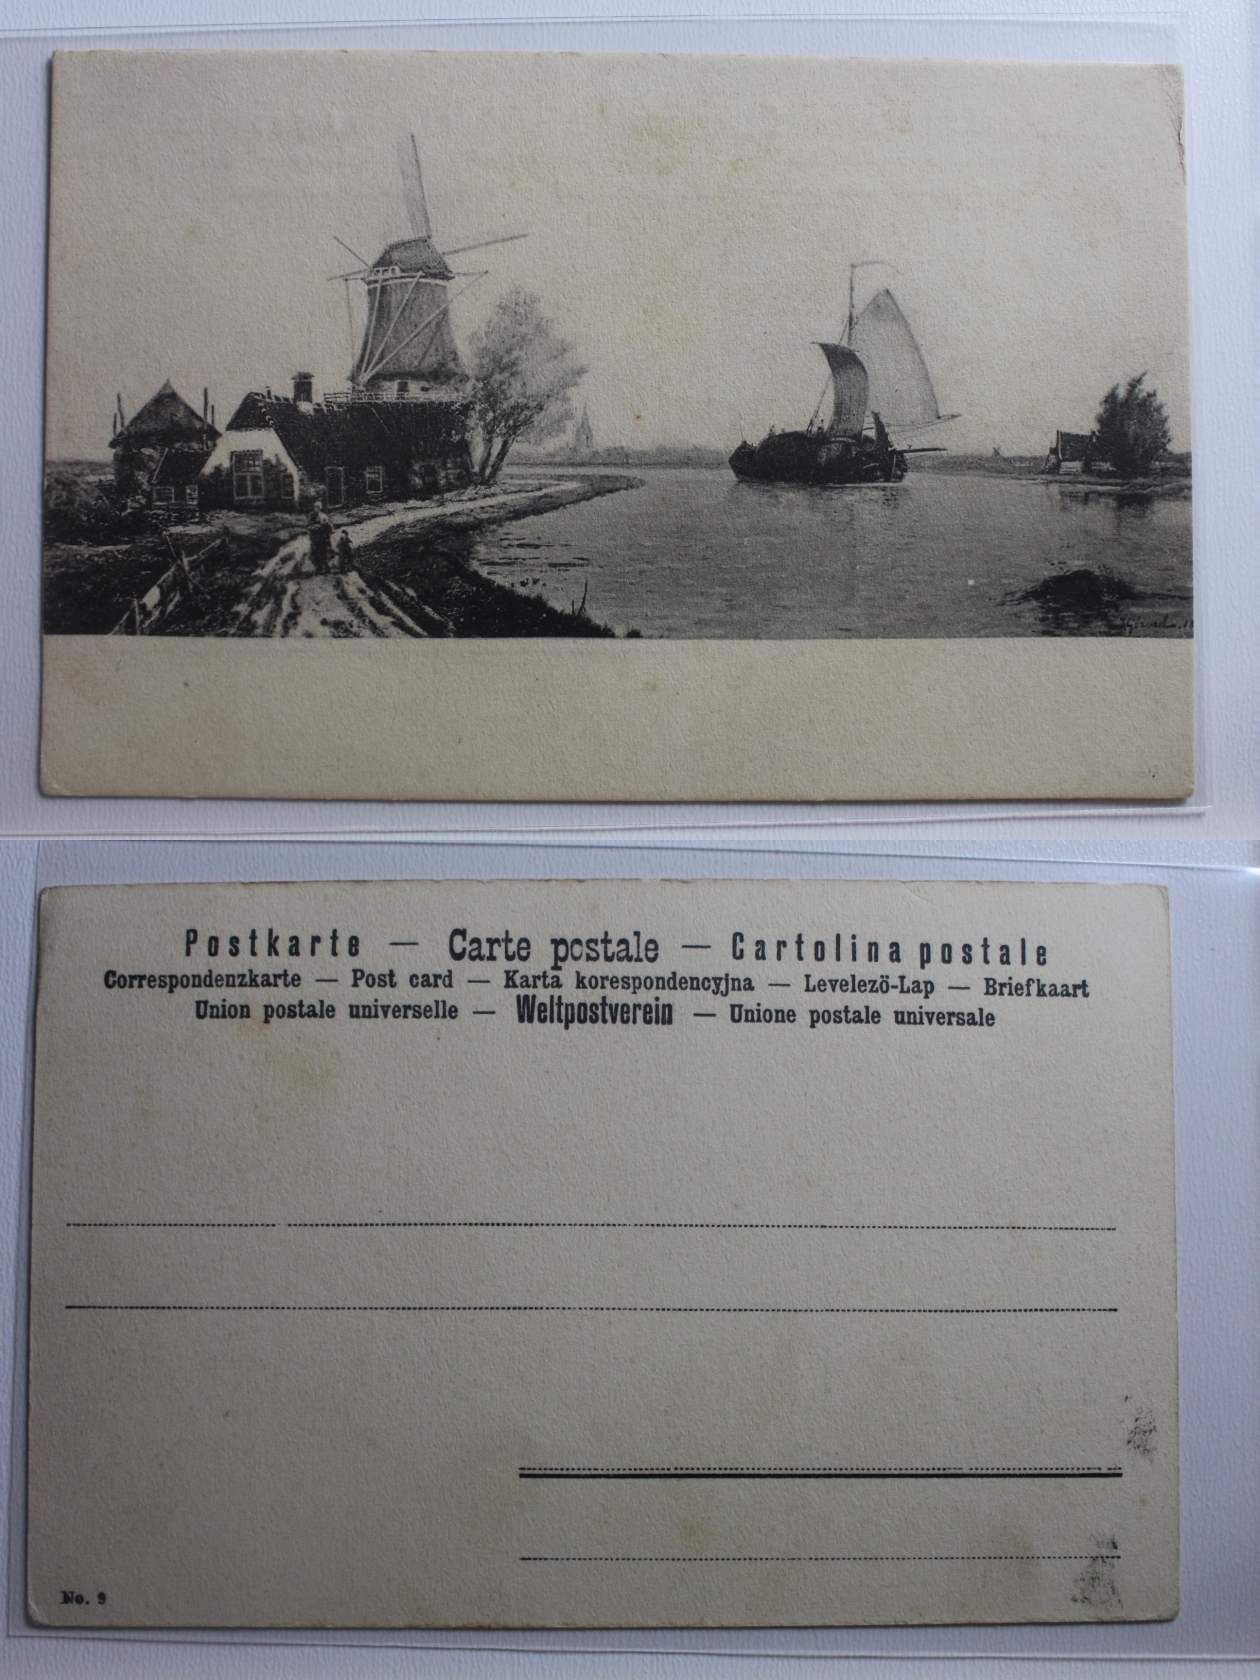 Postkarte — Carte postale — Cartolina postale
Correspondenzkarte — Post card — Karta korespondencyjna — Levelezö-Lap — Briefkaart
Union postale universelle — Weltpostverein — Unione postale universale
No. 9